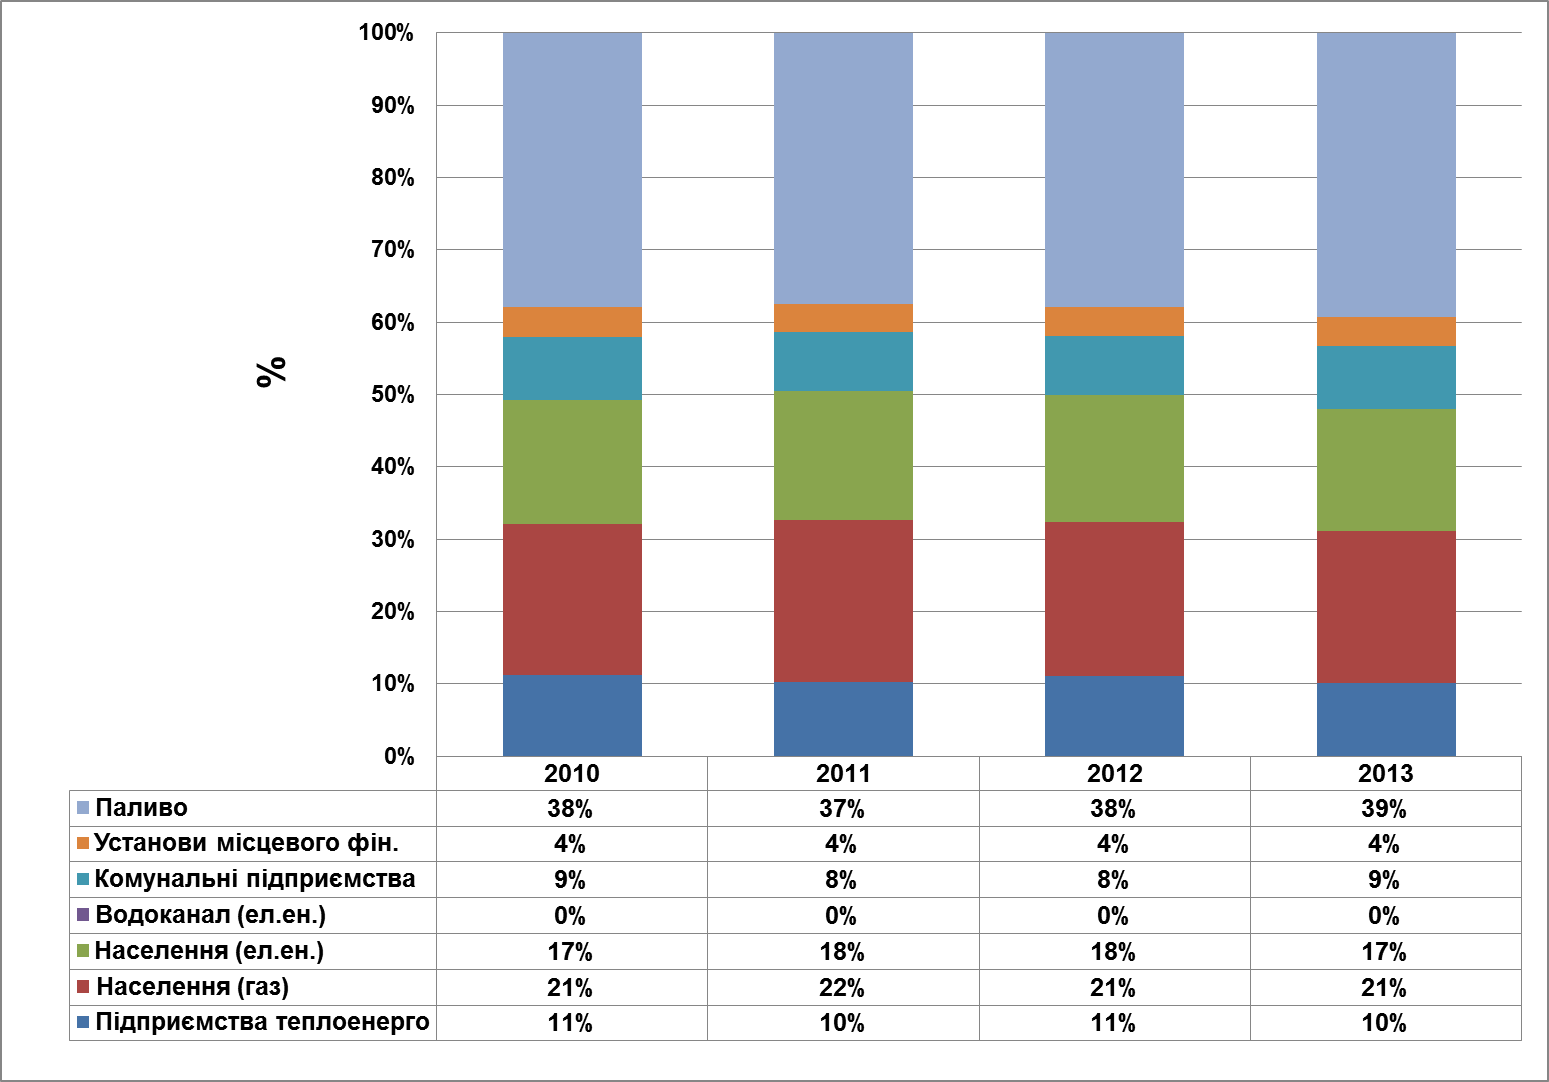 100%
90%
80%
70%
60%
50%
40%
30%
20%
10%
0%
%
2010 2011 2012 2013
Паливо 38% 37% 38% 39%
Установи місцевого фін. 4% 4% 4% 4%
Комунальні підприємства 9% 8% 8% 9%
Водоканал (ел.ен.) 0% 0% 0% 0%
Населення (ел.ен.) 17% 18% 18% 17%
Населення (газ) 21% 22% 21% 21%
Підприємства теплоенерго 11% 10% 11% 10%